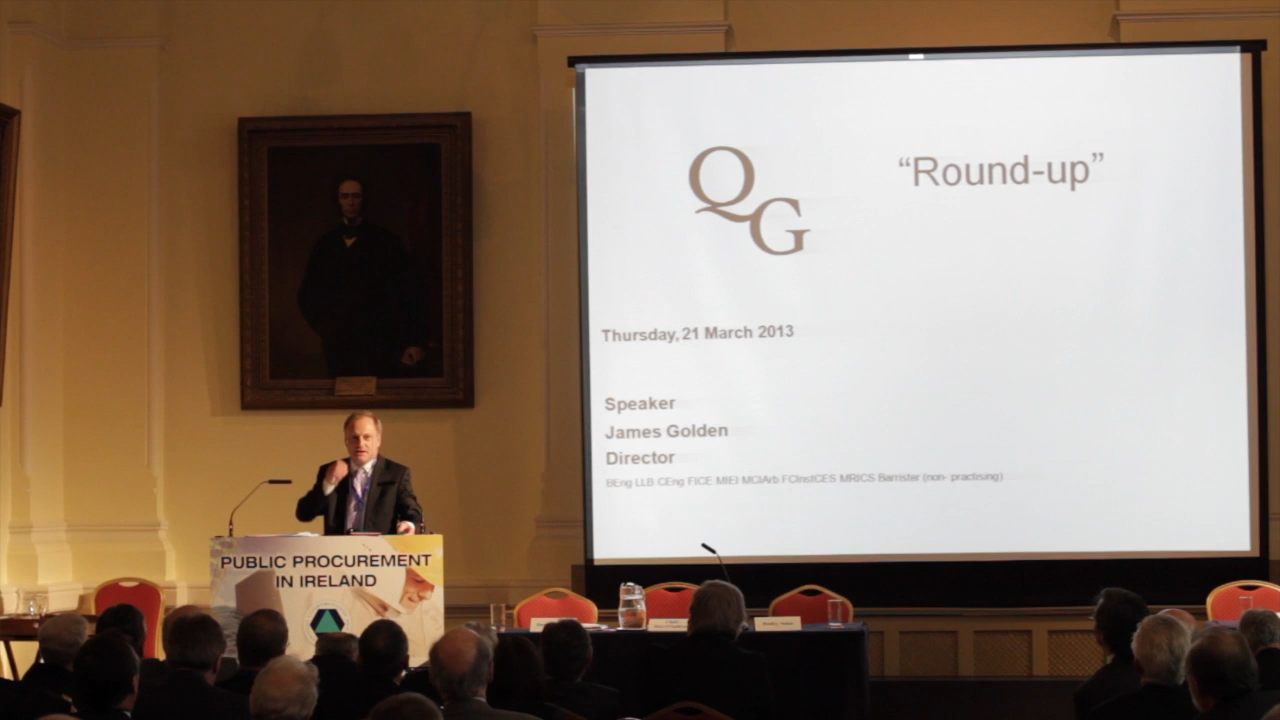 QG
“Round-up”
Thursday, 21 March 2013
Speaker
James Golden
Director
BEng LLB CEng FICE MIEI MCIArb FCInstCES MRICS Barrister (non- practising)
PUBLIC PROCUREMENT
IN IRELAND